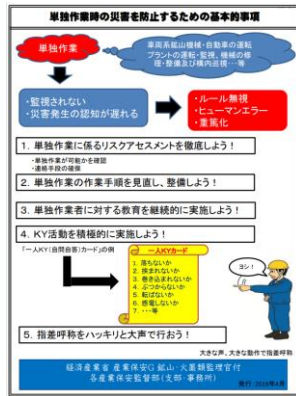 単独作業時の災害を防止するための基本的事項
単独作業
車両系鉱山機械・自動車の運転
プラントの運転・監視、機械の修
理・整備及び構内巡視…等
・監視されない
・災害発生の認知が遅れる
・ルール無視
・ヒューマンエラー
・重篤化
1. 単独作業に係るリスクアセスメントを徹底しよう！
・単独作業が可能かを確認
・連絡手段の確保
2. 単独作業の作業手順を見直し、整備しよう！
3. 単独作業者に対する教育を継続的に実施しよう！
4. KY活動を積極的に実施しよう！
「一人KY(自問自答)カード」の例
一人KYカード
1. 落ちないか
2. 挟まれないか
3. 巻き込まれないか
4. ぶつからないか
5. 転ばないか
6. 感電しないか
7. ・・・等
ヨシ！
5. 指差呼称をハッキリと大声で行おう！
大きな声、大きな動作で指差呼称
経済産業省 産業保安G 鉱山・火薬類監理官付
各産業保安監督部(支部・事務所)